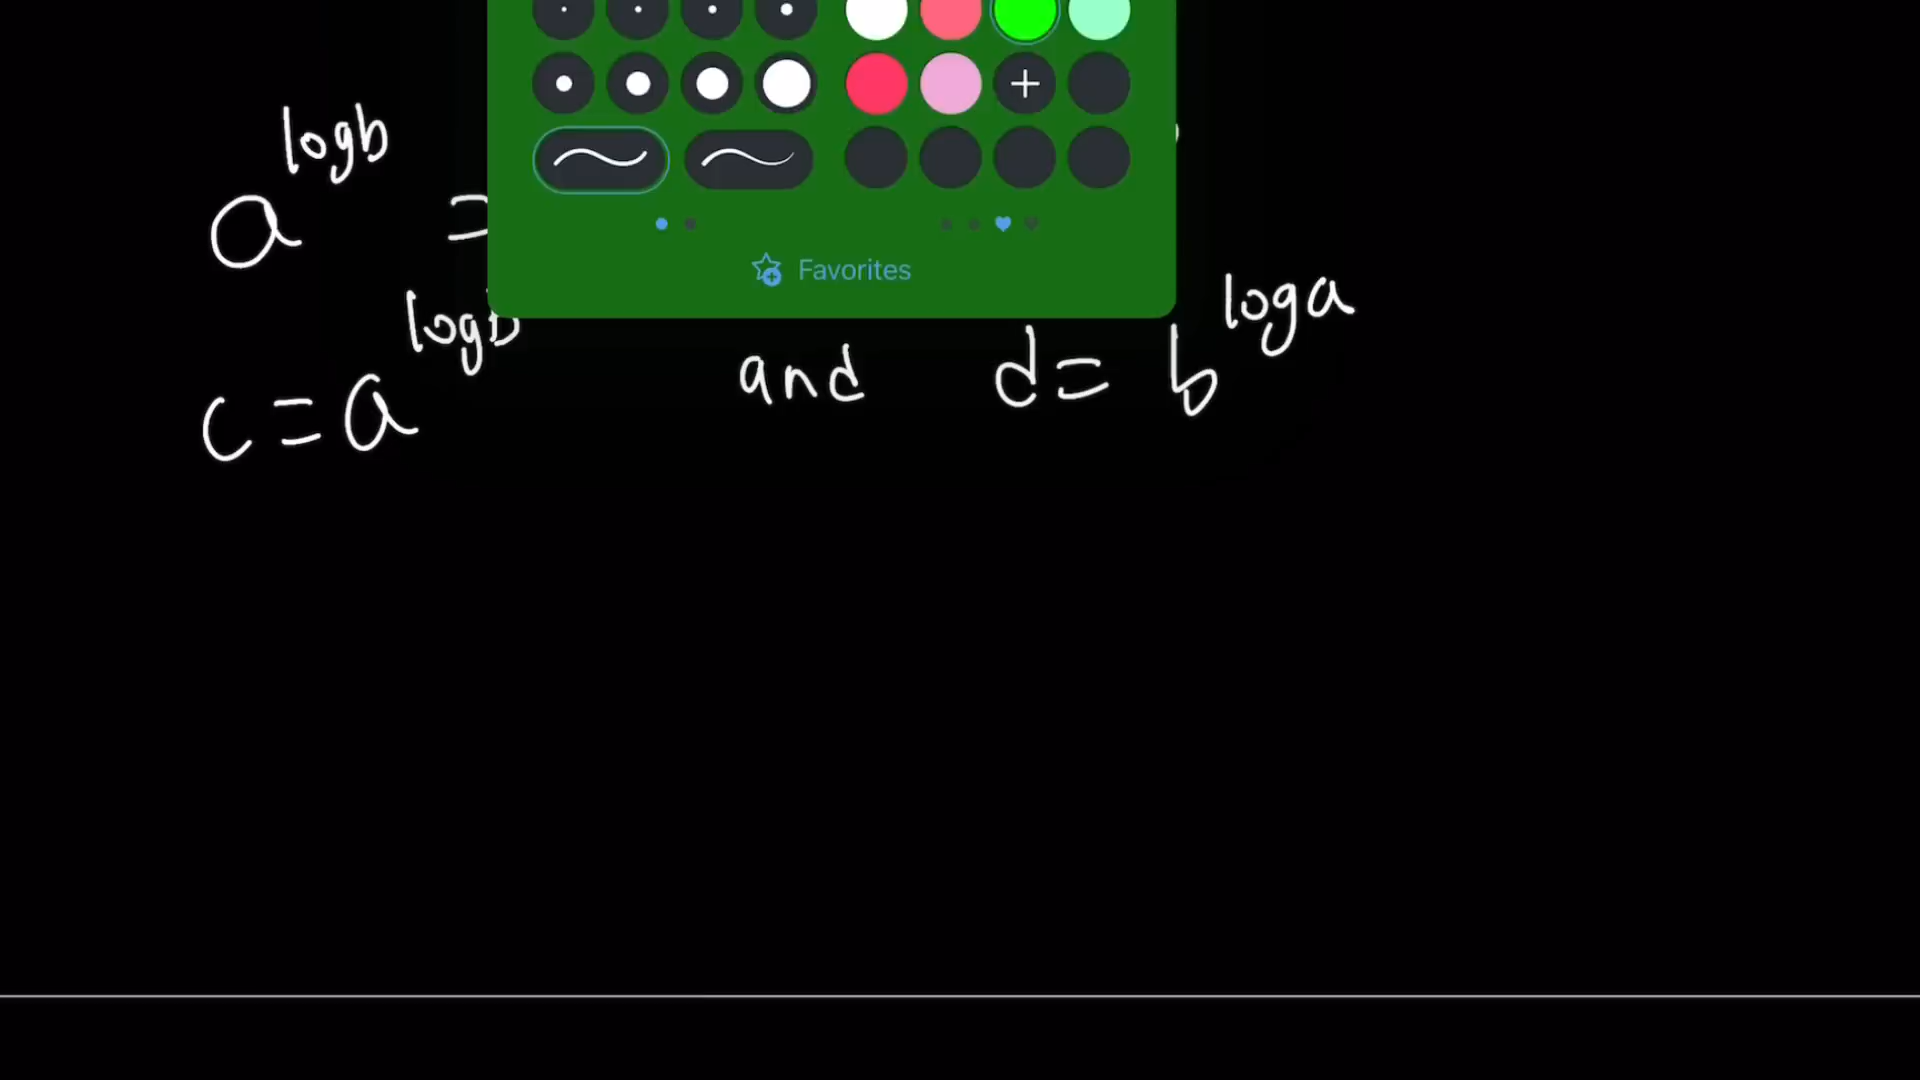 a^logb =
Favorites
c = a^logb and d = b^loga